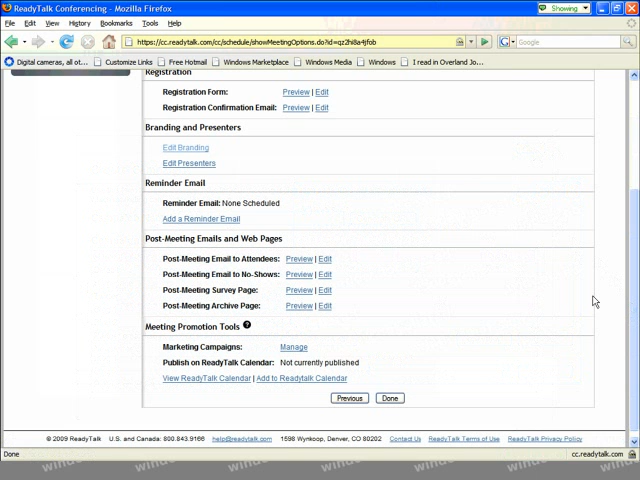 ReadyTalk Conferencing - Mozilla Firefox
Showing
File Edit View History Bookmarks Tools Help
https://cc.readytalk.com/cc/schedule/showMeetingOptions.do?id=qz2hi8a4jfob
Google
Digital cameras, all ot... Customize Links Free Hotmail Windows Marketplace Windows Media Windows I read in Overland Jo...
Registration
Registration Form: Preview | Edit
Registration Confirmation Email: Preview | Edit
Branding and Presenters
Edit Branding
Edit Presenters
Reminder Email
Reminder Email: None Scheduled
Add a Reminder Email
Post-Meeting Emails and Web Pages
Post-Meeting Email to Attendees: Preview | Edit
Post-Meeting Email to No-Shows: Preview | Edit
Post-Meeting Survey Page: Preview | Edit
Post-Meeting Archive Page: Preview | Edit
Meeting Promotion Tools ?
Marketing Campaigns: Manage
Publish on ReadyTalk Calendar: Not currently published
View ReadyTalk Calendar | Add to Readytalk Calendar
Previous Done
© 2009 ReadyTalk U.S. and Canada: 800.843.9166 help@readytalk.com 1598 Wynkoop, Denver, CO 80202 Contact Us ReadyTalk Terms of Use ReadyTalk Privacy Policy
Done cc.readytalk.com